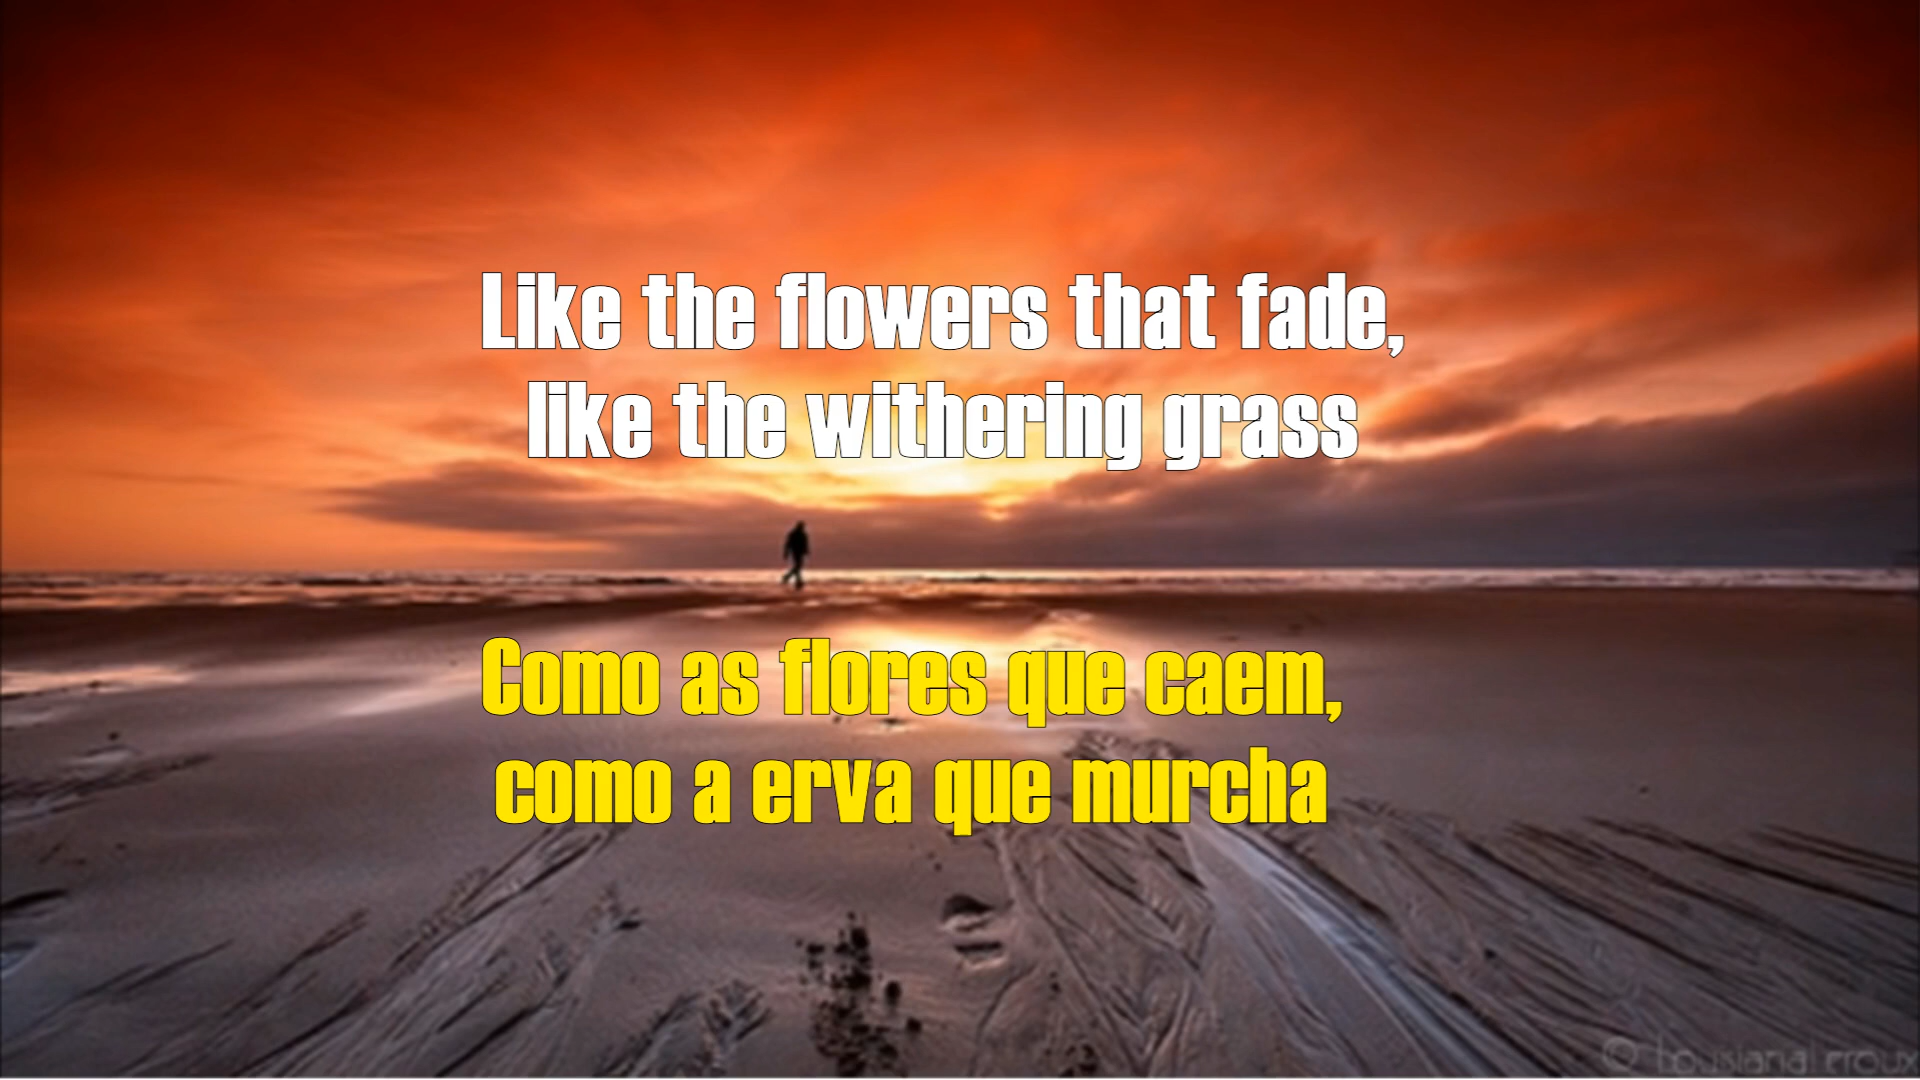 Like the flowers that fade,
like the withering grass
Como as flores que caem,
como a erva que murcha